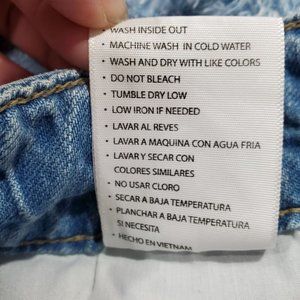 • WASH INSIDE OUT
• MACHINE WASH IN COLD WATER
• WASH AND DRY WITH LIKE COLORS
• DO NOT BLEACH
• TUMBLE DRY LOW
• LOW IRON IF NEEDED
• LAVAR AL REVES
• LAVAR A MAQUINA CON AGUA FRIA
• LAVAR Y SECAR CON
COLORES SIMILARES
• NO USAR CLORO
• SECAR A BAJA TEMPERATURA
• PLANCHAR A BAJA TEMPERATURA
SI NECESITA
• HECHO EN VIETNAM